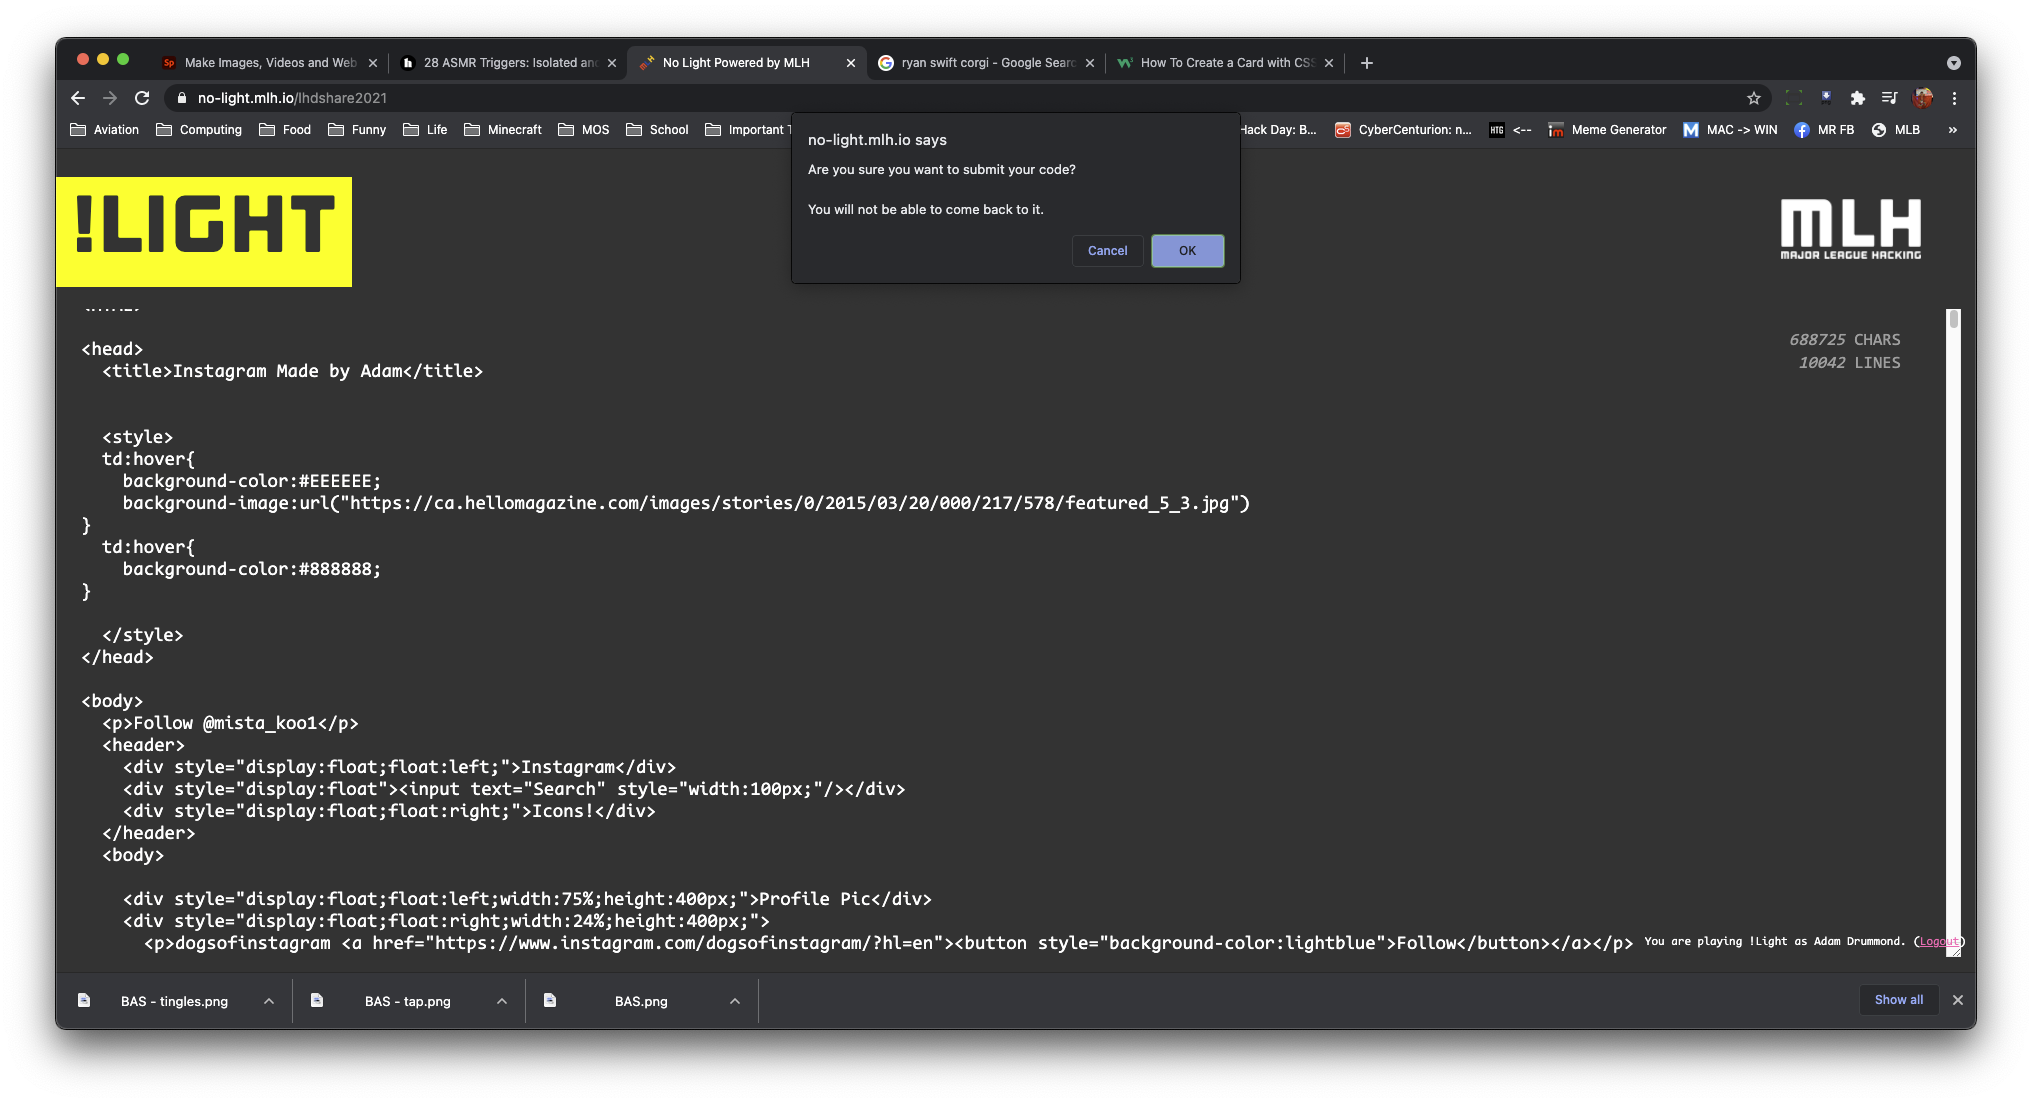 Sp Make Images, Videos and Web
h 28 ASMR Triggers: Isolated an
No Light Powered by MLH
G ryan swift corgi - Google Sear
How To Create a Card with CSS
no-light.mlh.io/lhdshare2021
Aviation
Computing
Food
Funny
Life
Minecraft
MOS
School
Important
Hack Day: B...
CyberCenturion: n...
HTG <--
im Meme Generator
M MAC -> WIN
MR FB
MLB
»
no-light.mlh.io says
Are you sure you want to submit your code?
You will not be able to come back to it.
Cancel
OK
!LIGHT
MLH
MAJOR LEAGUE HACKING
688725 CHARS
10042 LINES
<head>
<title>Instagram Made by Adam</title>
<style>
td:hover{
background-color:#EEEEEE;
background-image:url("https://ca.hellomagazine.com/images/stories/0/2015/03/20/000/217/578/featured_5_3.jpg")
}
td:hover{
background-color:#888888;
}
</style>
</head>
<body>
<p>Follow @mista_koo1</p>
<header>
<div style="display:float;float:left;">Instagram</div>
<div style="display:float"><input text="Search" style="width:100px;"/></div>
<div style="display:float;float:right;">Icons!</div>
</header>
<body>
<div style="display:float;float:left;width:75%;height:400px;">Profile Pic</div>
<div style="display:float;float:right;width:24%;height:400px;">
<p>dogsofinstagram <a href="https://www.instagram.com/dogsofinstagram/?hl=en"><button style="background-color:lightblue">Follow</button></a></p>
You are playing !Light as Adam Drummond. (Logout)
BAS - tingles.png
BAS - tap.png
BAS.png
Show all